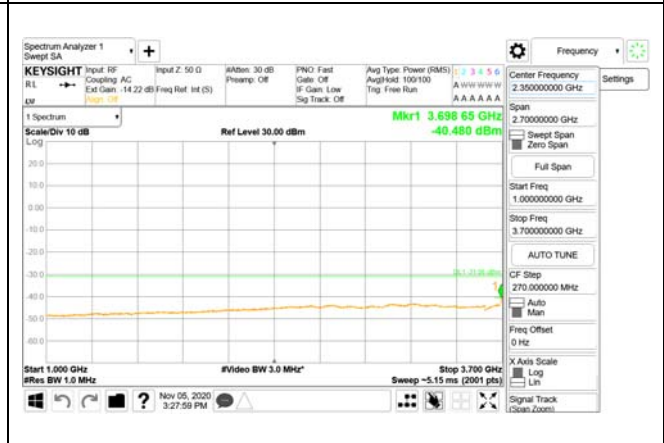 Spectrum Analyzer 1
Swept SA
Frequency
KEYSIGHT
RL
Input: RF
Coupling: AC
Ext Gain: -14.22 dB
Align: Off
Input Z: 50 Ω
Freq Ref: Int (S)
#Atten: 30 dB
Preamp: Off
PNO: Fast
Gate: Off
IF Gain: Low
Sig Track: Off
Avg Type: Power (RMS)
Avg|Hold: 100/100
Trig: Free Run
1 2 3 4 5 6
A W W W W W
A A A A A A
1 Spectrum
Scale/Div 10 dB
Log
Ref Level 30.00 dBm
Mkr1 3.698 65 GHz
-40.480 dBm
20.0
10.0
0.00
-10.0
-20.0
-30.0
-40.0
-50.0
-60.0
1
Start 1.000 GHz
#Res BW 1.0 MHz
#Video BW 3.0 MHz*
Stop 3.700 GHz
Sweep ~5.15 ms (2001 pts)
Nov 05, 2020
3:27:59 PM
Center Frequency
2.350000000 GHz
Settings
Span
2.70000000 GHz
Swept Span
Zero Span
Full Span
Start Freq
1.000000000 GHz
Stop Freq
3.700000000 GHz
AUTO TUNE
CF Step
270.000000 MHz
Auto
Man
Freq Offset
0 Hz
X Axis Scale
Log
Lin
Signal Track
(Span Zoom)